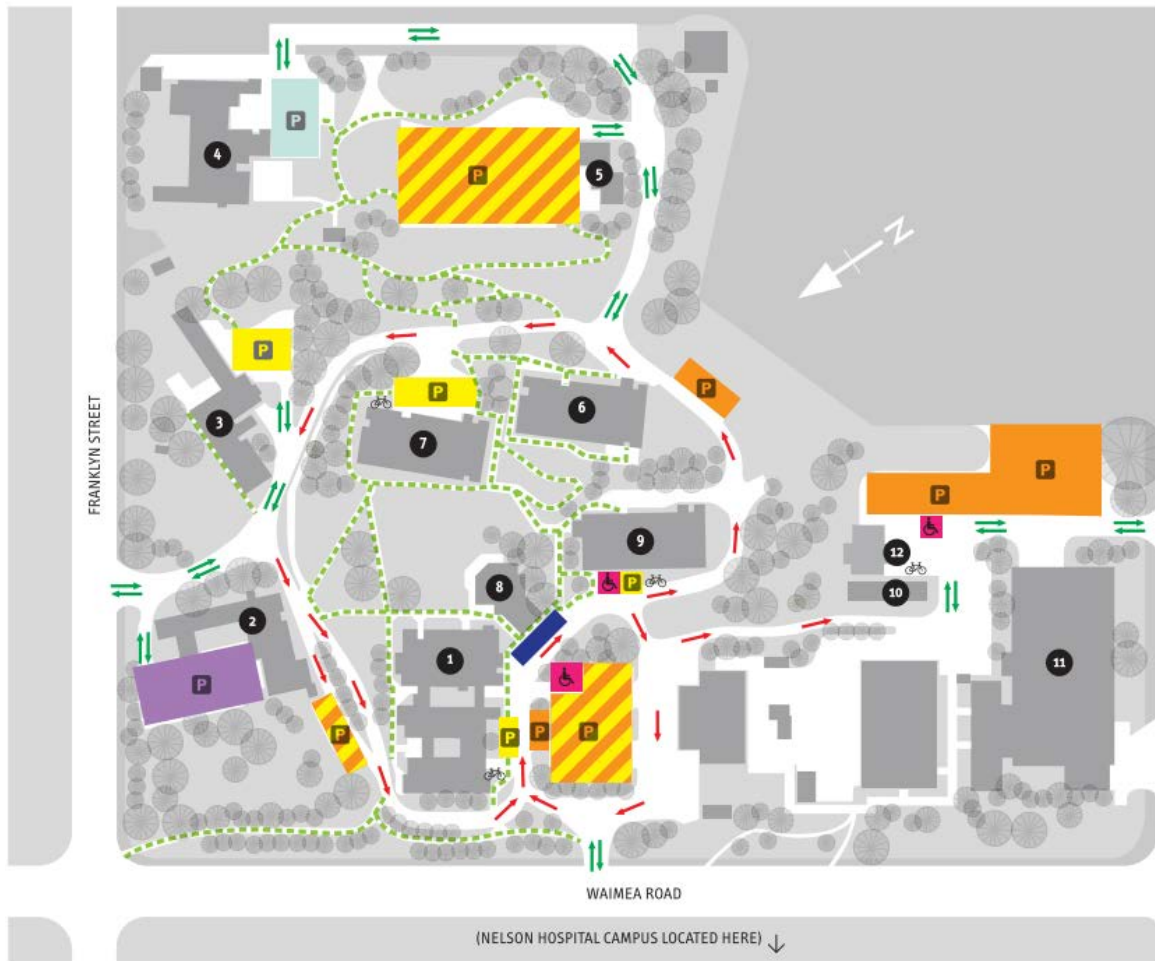 P
4
P
5
N
P
P
P
3
6
7
P
9
12
P
8
10
2
1
11
P
P
P
P
P
FRANKLYN STREET
WAIMEA ROAD
(NELSON HOSPITAL CAMPUS LOCATED HERE)